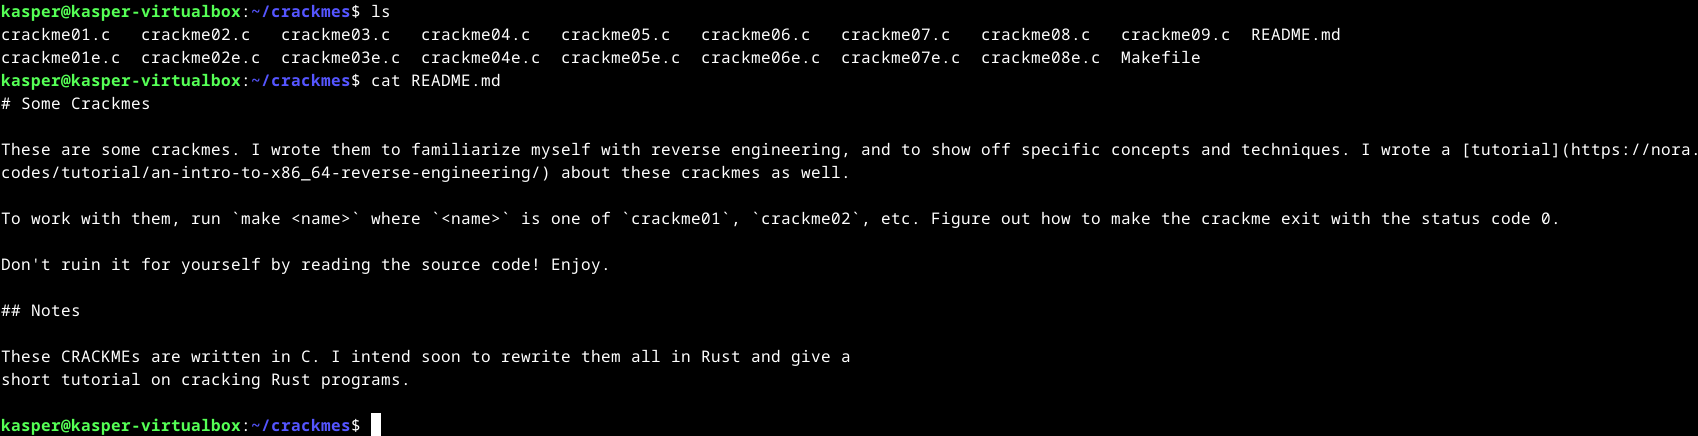 kasper@kasper-virtualbox:~/crackmes$ ls
crackme01.c   crackme02.c   crackme03.c   crackme04.c   crackme05.c   crackme06.c   crackme07.c   crackme08.c   crackme09.c  README.md
crackme01e.c  crackme02e.c  crackme03e.c  crackme04e.c  crackme05e.c  crackme06e.c  crackme07e.c  crackme08e.c  Makefile
kasper@kasper-virtualbox:~/crackmes$ cat README.md
# Some Crackmes
These are some crackmes. I wrote them to familiarize myself with reverse engineering, and to show off specific concepts and techniques. I wrote a [tutorial](https://nora.
codes/tutorial/an-intro-to-x86_64-reverse-engineering/) about these crackmes as well.
To work with them, run `make <name>` where `<name>` is one of `crackme01`, `crackme02`, etc. Figure out how to make the crackme exit with the status code 0.
Don't ruin it for yourself by reading the source code! Enjoy.
## Notes
These CRACKMEs are written in C. I intend soon to rewrite them all in Rust and give a
short tutorial on cracking Rust programs.
kasper@kasper-virtualbox:~/crackmes$